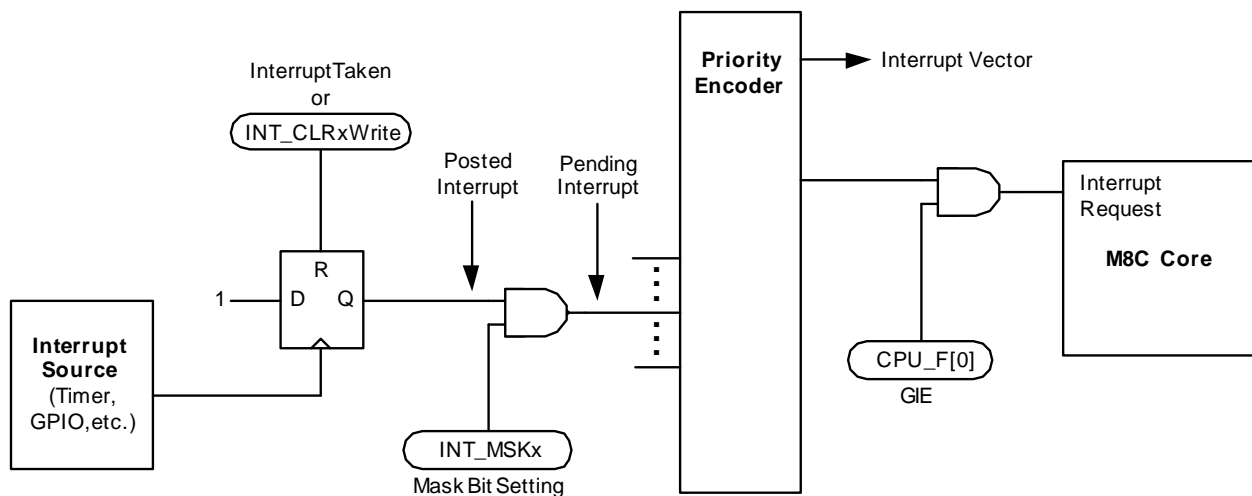 Priority
Encoder
Interrupt Vector
InterruptTaken
or
INT_CLRxWrite
Posted
Interrupt
Pending
Interrupt
Interrupt
Request
M8C Core
R
1
D
Q
Interrupt
Source
(Timer,
GPIO,etc.)
CPU_F[0]
GIE
INT_MSKx
Mask Bit Setting